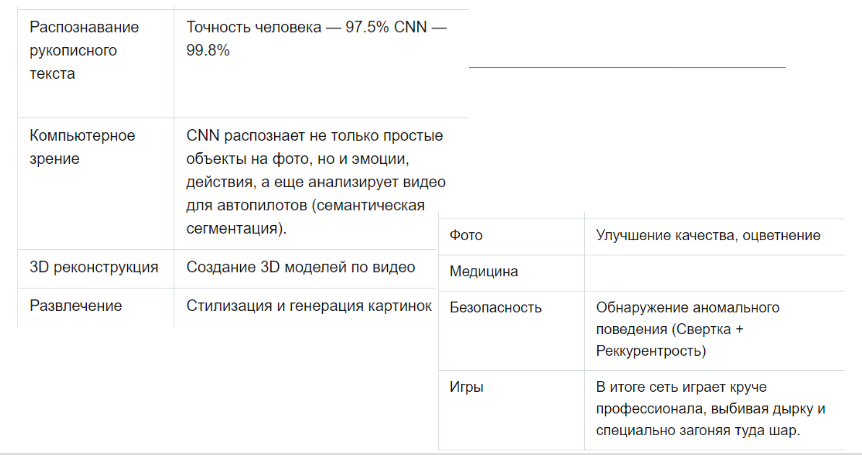 Распознавание
рукописного
текста
Точность человека — 97.5% CNN —
99.8%
Компьютерное
зрение
CNN распознает не только простые
объекты на фото, но и эмоции,
действия, а еще анализирует видео
для автопилотов (семантическая
сегментация).
3D реконструкция
Создание 3D моделей по видео
Развлечение
Стилизация и генерация картинок
Фото
Улучшение качества, оцветнение
Медицина
Безопасность
Обнаружение аномального
поведения (Свертка +
Реккурентрость)
Игры
В итоге сеть играет круче
профессионала, выбивая дырку и
специально загоняя туда шар.